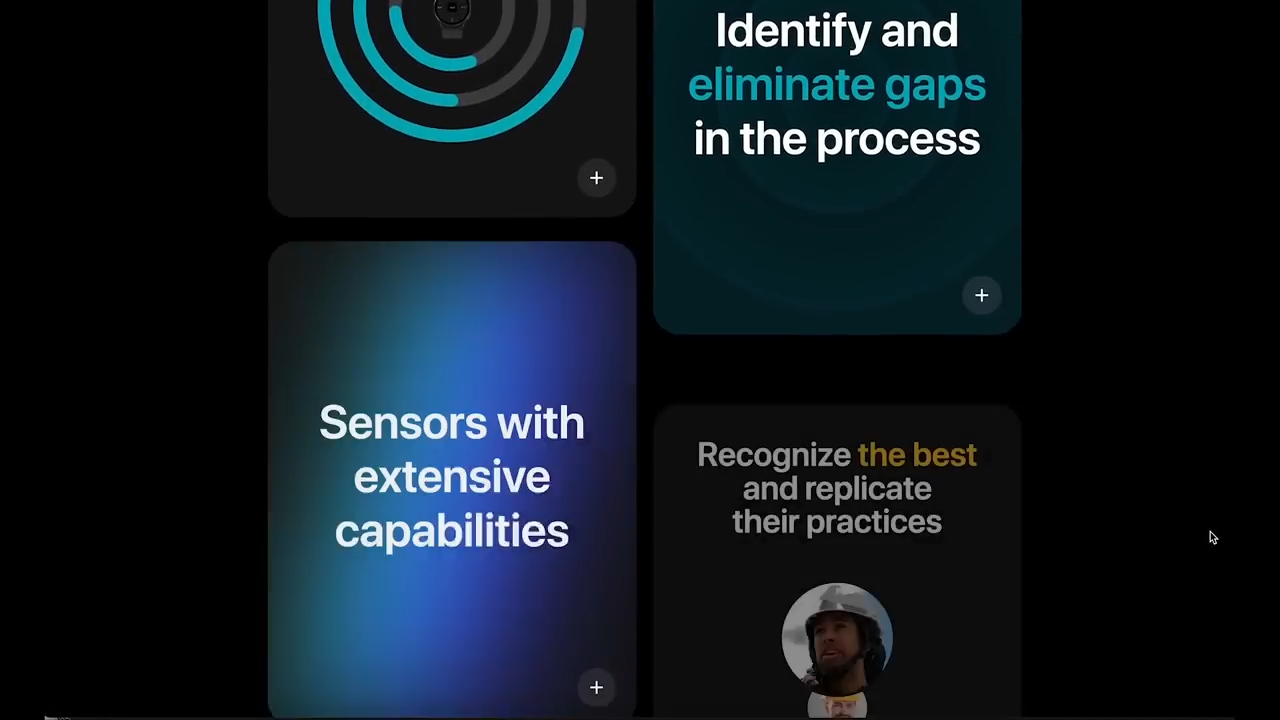 Identify and
eliminate gaps
in the process
Sensors with
extensive
capabilities
Recognize the best
and replicate
their practices